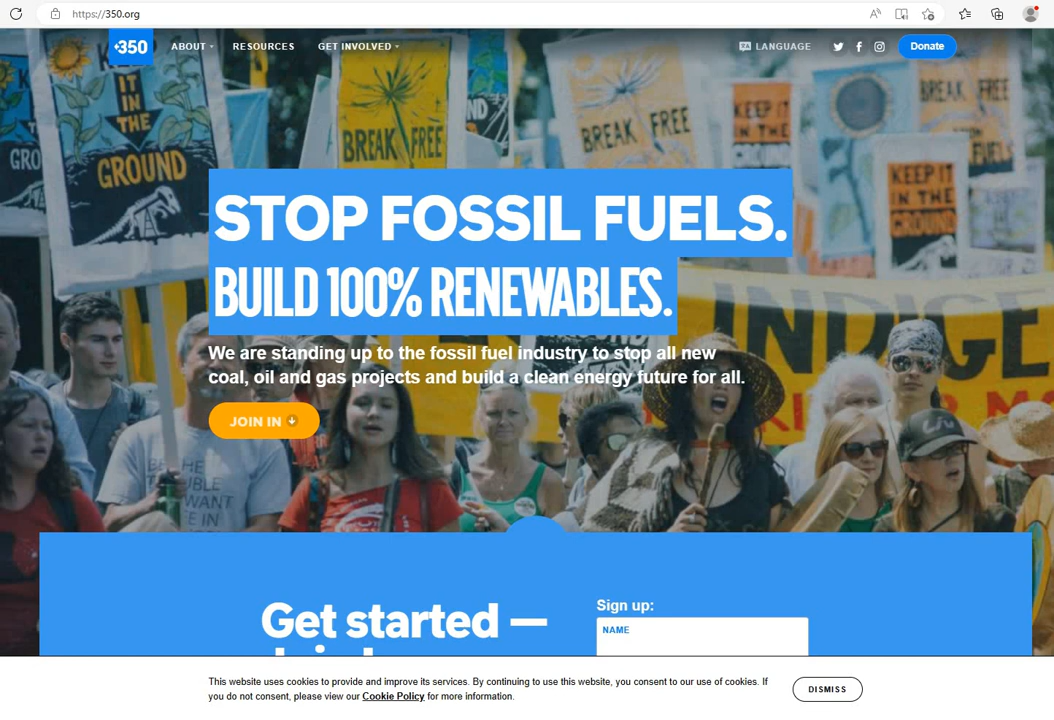 https://350.org
350
ABOUT
RESOURCES
GET INVOLVED
LANGUAGE
Donate
IT
IN
THE
GROUND
GRO
BREAK FREE
BREAK FREE
KEEP IT
IN THE
BREAK FREE
KEEP IT
IN THE
GROUND
STOP FOSSIL FUELS.
BUILD 100% RENEWABLES.
INDIGE
We are standing up to the fossil fuel industry to stop all new
coal, oil and gas projects and build a clean energy future for all.
JOIN IN
Get started —
Sign up:
NAME
This website uses cookies to provide and improve its services. By continuing to use this website, you consent to our use of cookies. If
you do not consent, please view our Cookie Policy for more information.
DISMISS